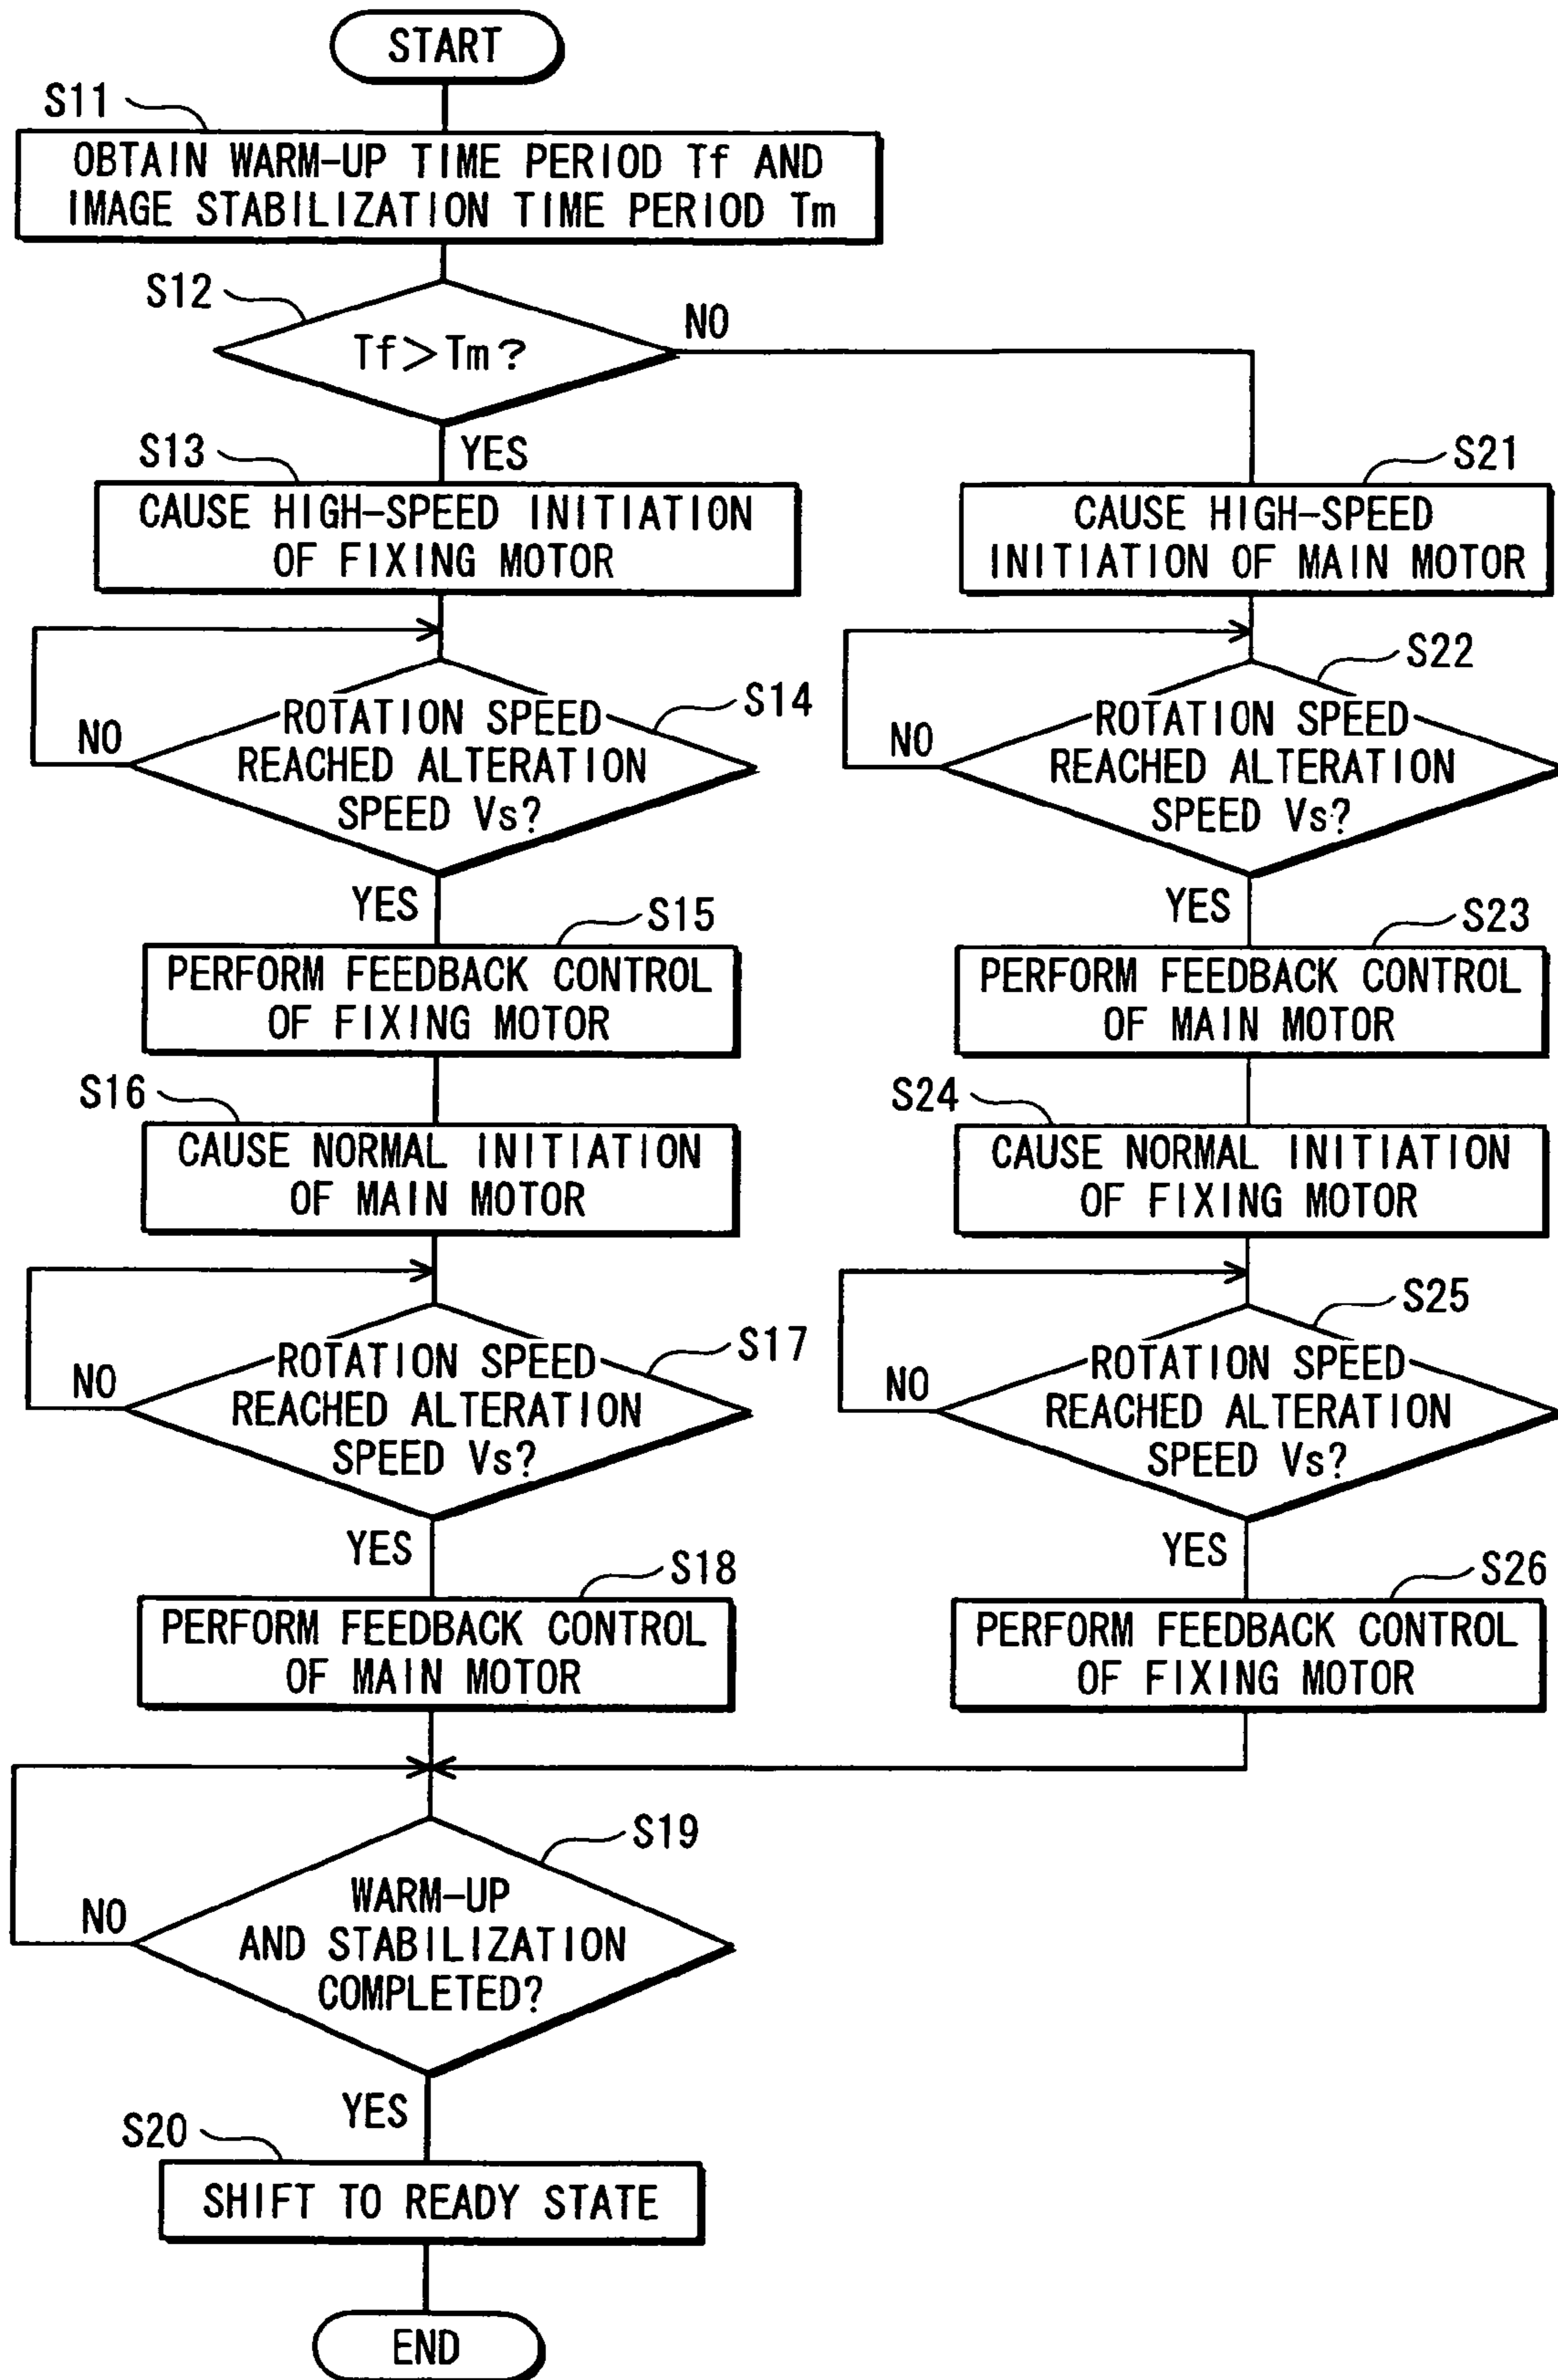 START
S11
OBTAIN WARM-UP TIME PERIOD Tf AND
IMAGE STABILIZATION TIME PERIOD Tm
S12
Tf>Tm?
NO
YES
S13
CAUSE HIGH-SPEED INITIATION
OF FIXING MOTOR
S14
ROTATION SPEED
REACHED ALTERATION
SPEED Vs?
NO
YES
S15
PERFORM FEEDBACK CONTROL
OF FIXING MOTOR
S16
CAUSE NORMAL INITIATION
OF MAIN MOTOR
S17
ROTATION SPEED
REACHED ALTERATION
SPEED Vs?
NO
YES
S18
PERFORM FEEDBACK CONTROL
OF MAIN MOTOR
S21
CAUSE HIGH-SPEED
INITIATION OF MAIN MOTOR
S22
ROTATION SPEED
REACHED ALTERATION
SPEED Vs?
NO
YES
S23
PERFORM FEEDBACK CONTROL
OF MAIN MOTOR
S24
CAUSE NORMAL INITIATION
OF FIXING MOTOR
S25
ROTATION SPEED
REACHED ALTERATION
SPEED Vs?
NO
YES
S26
PERFORM FEEDBACK CONTROL
OF FIXING MOTOR
S19
WARM-UP
AND STABILIZATION
COMPLETED?
NO
YES
S20
SHIFT TO READY STATE
END